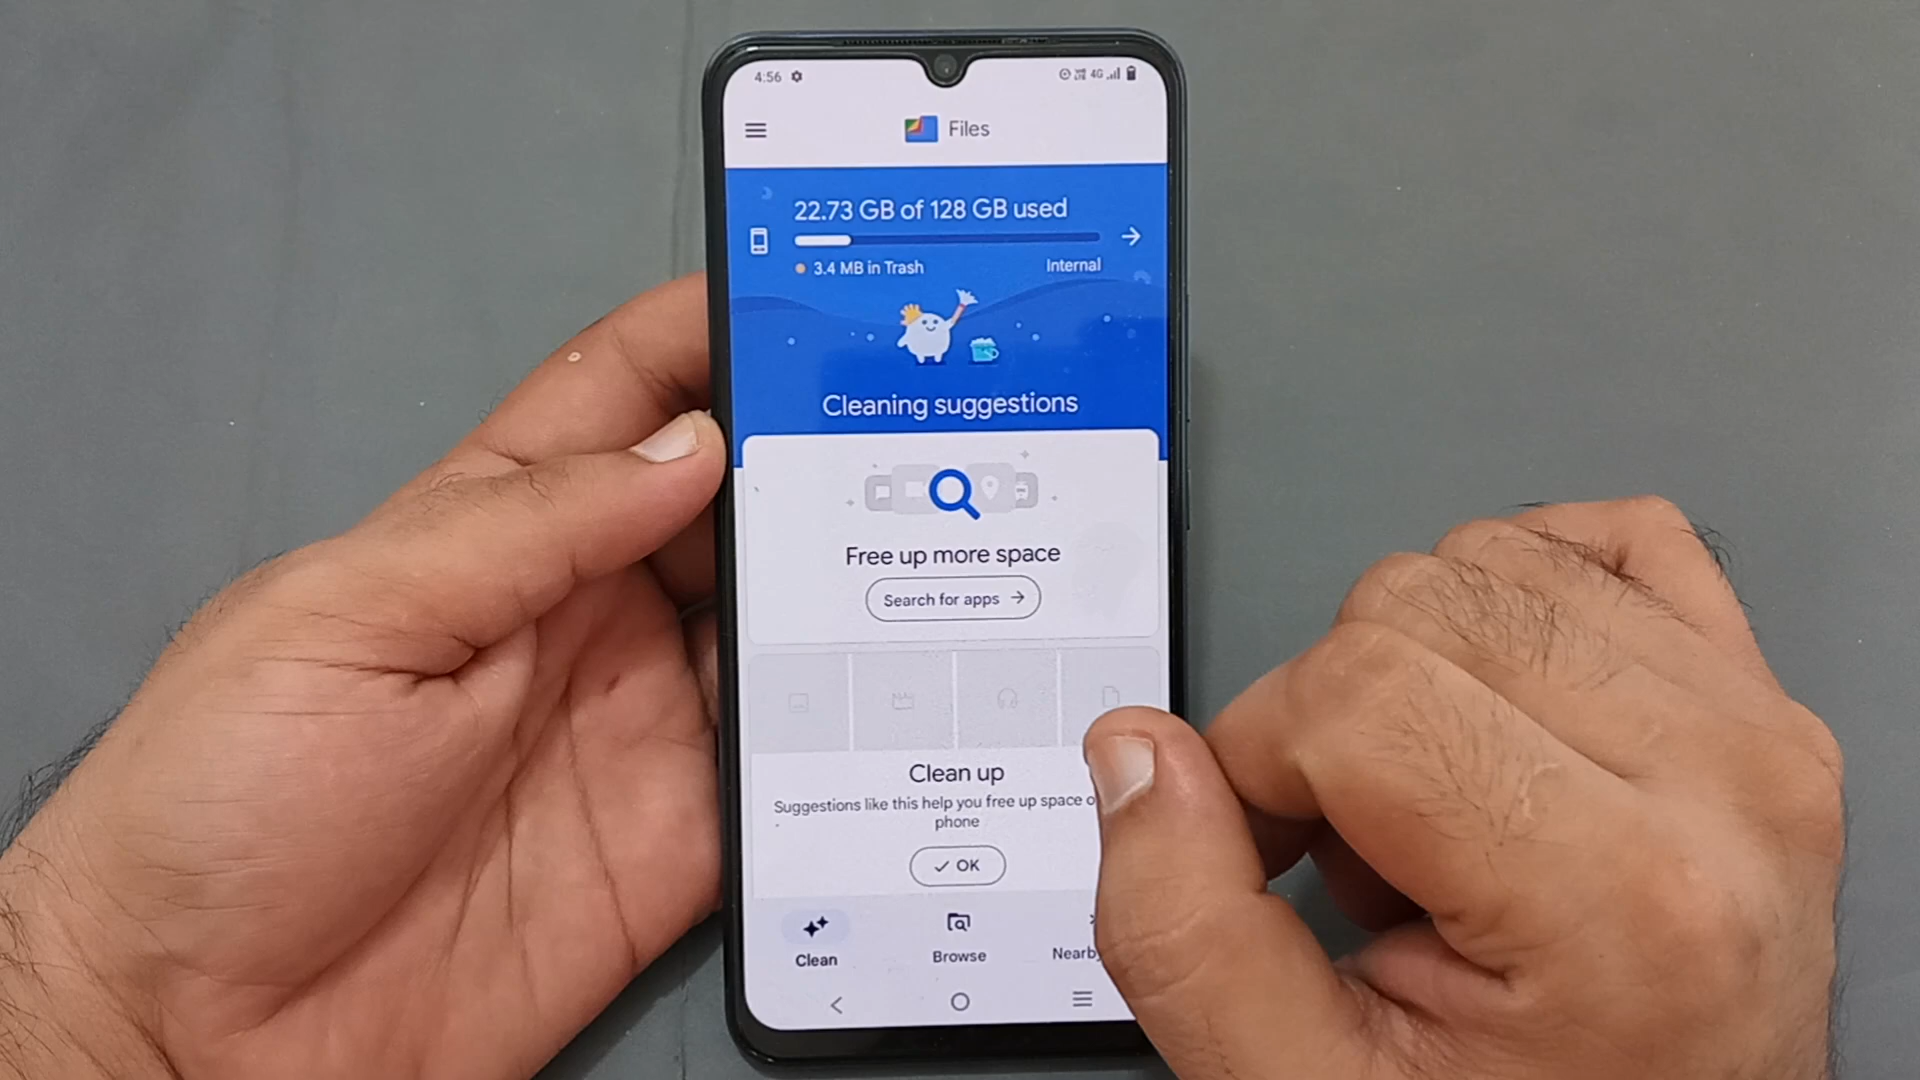 4:56
4G
Files
22.73 GB of 128 GB used
3.4 MB in Trash
Internal
Cleaning suggestions
Free up more space
Search for apps
Clean up
Suggestions like this help you free up space
phone
OK
Clean
Browse
Nearby